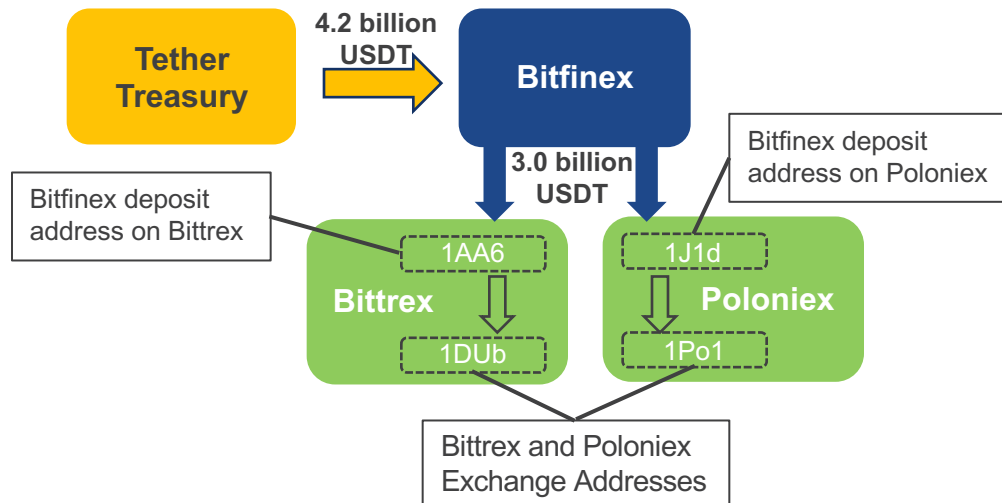 Tether
Treasury
4.2 billion
USDT
Bitfinex
3.0 billion
USDT
Bitfinex deposit
address on Poloniex
Bitfinex deposit
address on Bittrex
1AA6
Bittrex
1DUb
1J1d
Poloniex
1Po1
Bittrex and Poloniex
Exchange Addresses